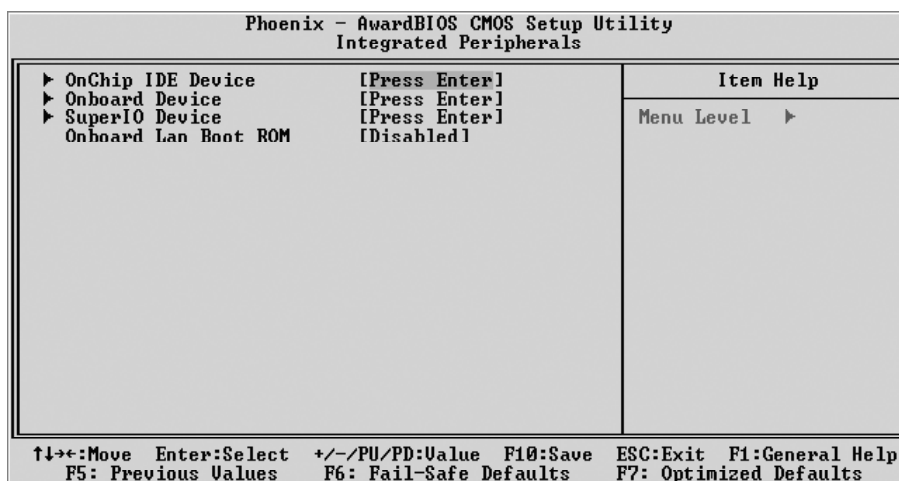 Phoenix - AwardBIOS CMOS Setup Utility
Integrated Peripherals
▶ OnChip IDE Device [Press Enter]
▶ Onboard Device [Press Enter]
▶ SuperIO Device [Press Enter]
Onboard Lan Boot ROM [Disabled]
Item Help
Menu Level ▶
↑↓→←:Move Enter:Select +/-/PU/PD:Value F10:Save ESC:Exit F1:General Help
F5: Previous Values F6: Fail-Safe Defaults F7: Optimized Defaults